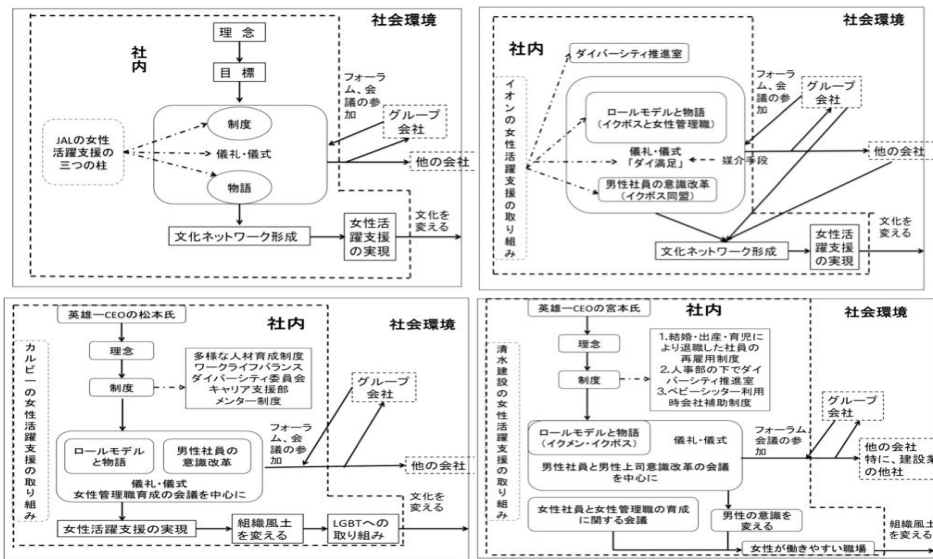 社会環境
理 念
社
内
目 標
フォー
ラム、会
議の参
加
制度
グループ
会社
JALの女性
活躍支援の
三つの柱
儀礼・儀式
他の会社
物語
文化ネットワーク形成
女性活
躍支援
の実現
文化を
変える
社会環境
社内
ダイバーシティ推進室
イオンの女性活躍支援の取り組み
フォーラ
ム、会議
の参加
グループ
会社
ロールモデルと物語
(イクボスと女性管理職)
儀礼・儀式
「ダイ満足」
媒介手段
他の会社
男性社員の意識改革
(イクボス同盟)
文化ネットワーク形成
女性活
躍支援
の実現
文化を
変える
英雄ーCEOの松本氏
社内
社会環境
カルビーの女性活躍支援の取り組み
理念
制度
多様な人材育成制度
ワークライフバランス
ダイバーシティ委員会
キャリア支援部
メンター制度
グループ
会社
フォーラ
ム、会議
の参加
ロールモデル
と物語
男性社員の
意識改革
儀礼・儀式
女性管理職育成の会議を中心に
他の会社
女性活躍支援の実現
組織風土
を変える
LGBTへの
取り組み
文化を
変える
英雄ーCEOの宮本氏
社内
社会環境
清水建設の女性活躍支援の取り組み
理念
制度
1.結婚・出産・育児に
より退職した社員の
再雇用制度
2.人事部の下でダイ
バーシティ推進室
3.ベビーシッター利用
時会社補助制度
グループ
会社
フォーラム、
会議の参
加
ロールモデルと物語
(イクメン・イクボス)
儀礼・儀式
男性社員と男性上司意識改革の会議
を中心に
他の会社
特に、建設業
の他社
女性社員と女性管理職の育成
に関する会議
男性の意識を
変える
女性が働きやすい職場
組織風土
を変える